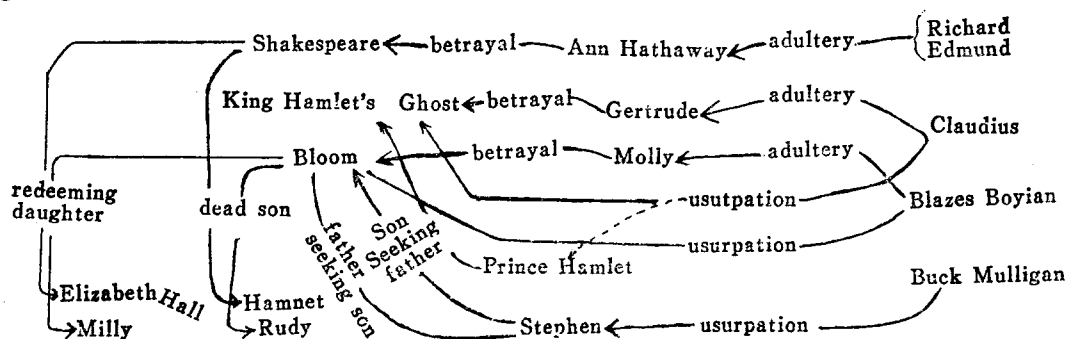 Shakespeare betrayal Ann Hathaway adultery Richard
Edmund
King Hamlet's Ghost betrayal Gertrude adultery
Claudius
Bloom betrayal Molly adultery
redeeming
daughter
dead son
father
seeking son
Son
Seeking
father
usutpation
Blazes Boyian
usurpation
Prince Hamlet
Buck Mulligan
Elizabeth Hall
Hamnet
Milly
Rudy
Stephen usurpation